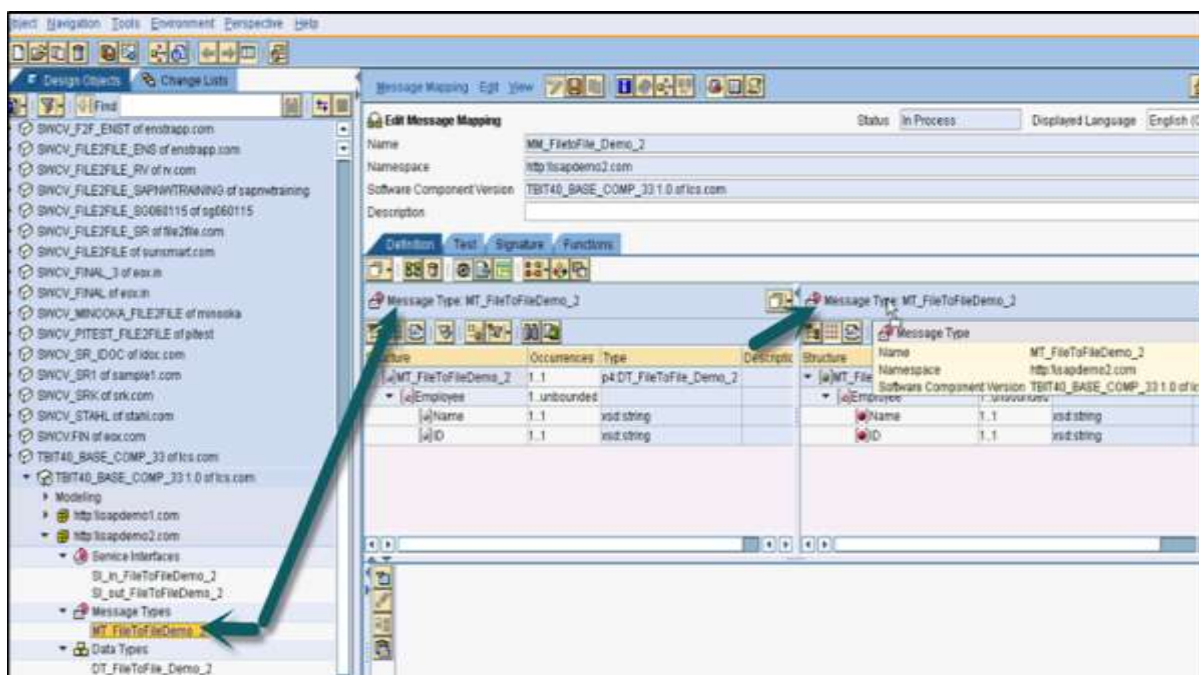 Object Navigation Tools Environment Perspective Help
Design Objects Change Lists
Find
SWCV_F2F_ENST of enstrapp.com
SWCV_FILE2FILE_ENS of enstrapp.com
SWCV_FILE2FILE_RV of rv.com
SWCV_FILE2FILE_SAPNWTRAINING of sapnwtraining
SWCV_FILE2FILE_SG060115 of sg060115
SWCV_FILE2FILE_SR of file2file.com
SWCV_FILE2FILE of sunsmart.com
SWCV_FINAL_3 of eox.in
SWCV_FINAL of eox.in
SWCV_MINOOKA_FILE2FILE of minooka
SWCV_PITEST_FILE2FILE of pitest
SWCV_SR_IDOC of idoc.com
SWCV_SR1 of sample1.com
SWCV_SRK of srk.com
SWCV_STAHL of stahl.com
SWCV.FIN of eox.com
TBIT40_BASE_COMP_33 of lcs.com
TBIT40_BASE_COMP_33 1.0 of lcs.com
Modeling
http:\\sapdemo1.com
http:\\sapdemo2.com
Service Interfaces
SI_in_FileToFileDemo_2
SI_out_FileToFileDemo_2
Message Types
MT_FileToFileDemo_2
Data Types
DT_FileToFile_Demo_2
Message Mapping Edit View
Edit Message Mapping
Status In Process Displayed Language English (
Name MM_FiletoFile_Demo_2
Namespace http:\\sapdemo2.com
Software Component Version TBIT40_BASE_COMP_33 1.0 of lcs.com
Description
Definition Test Signature Functions
Message Type: MT_FileToFileDemo_2
Structure Occurrences Type Descriptio
MT_FileToFileDemo_2 1..1 p4:DT_FileToFile_Demo_2
Employee 1..unbounded
Name 1..1 xsd:string
ID 1..1 xsd:string
Message Type: MT_FileToFileDemo_2
Message Type
Name MT_FileToFileDemo_2
Namespace http:\\sapdemo2.com
Software Component Version TBIT40_BASE_COMP_33 1.0 of lc
Structure
MT_File
Employee 1..unbounded
Name 1..1 xsd:string
ID 1..1 xsd:string